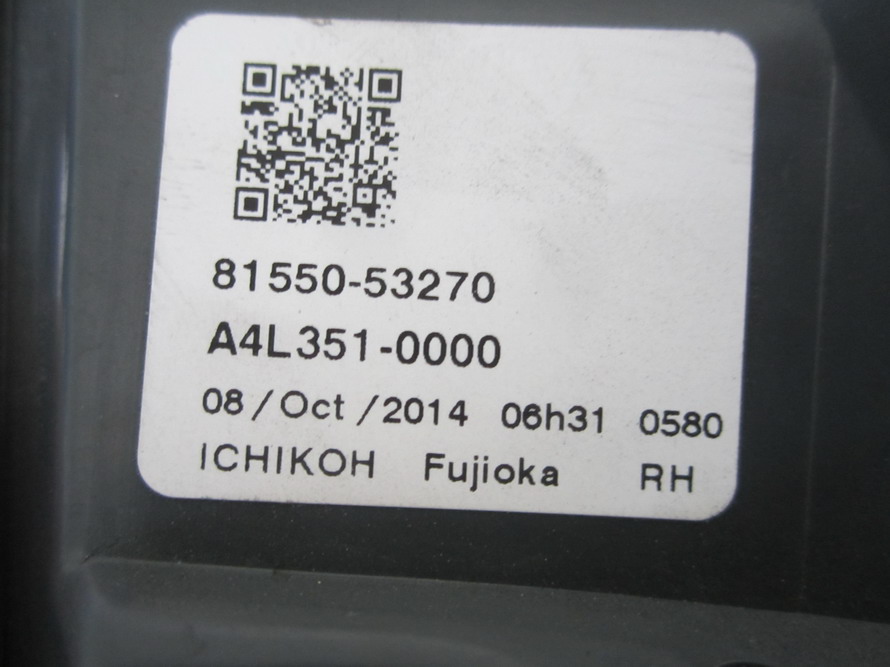 81550-53270
A4L351-0000
08/Oct/2014 06h31 0580
ICHIKOH Fujioka RH